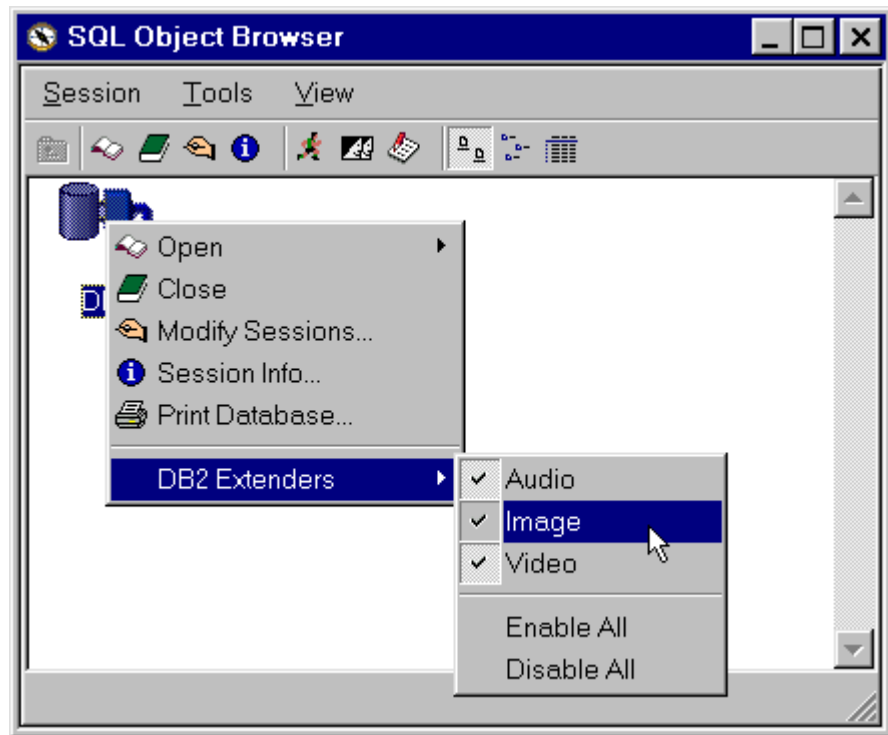 SQL Object Browser
Session Tools View
Open
Close
Modify Sessions...
Session Info...
Print Database...
DB2 Extenders
Audio
Image
Video
Enable All
Disable All